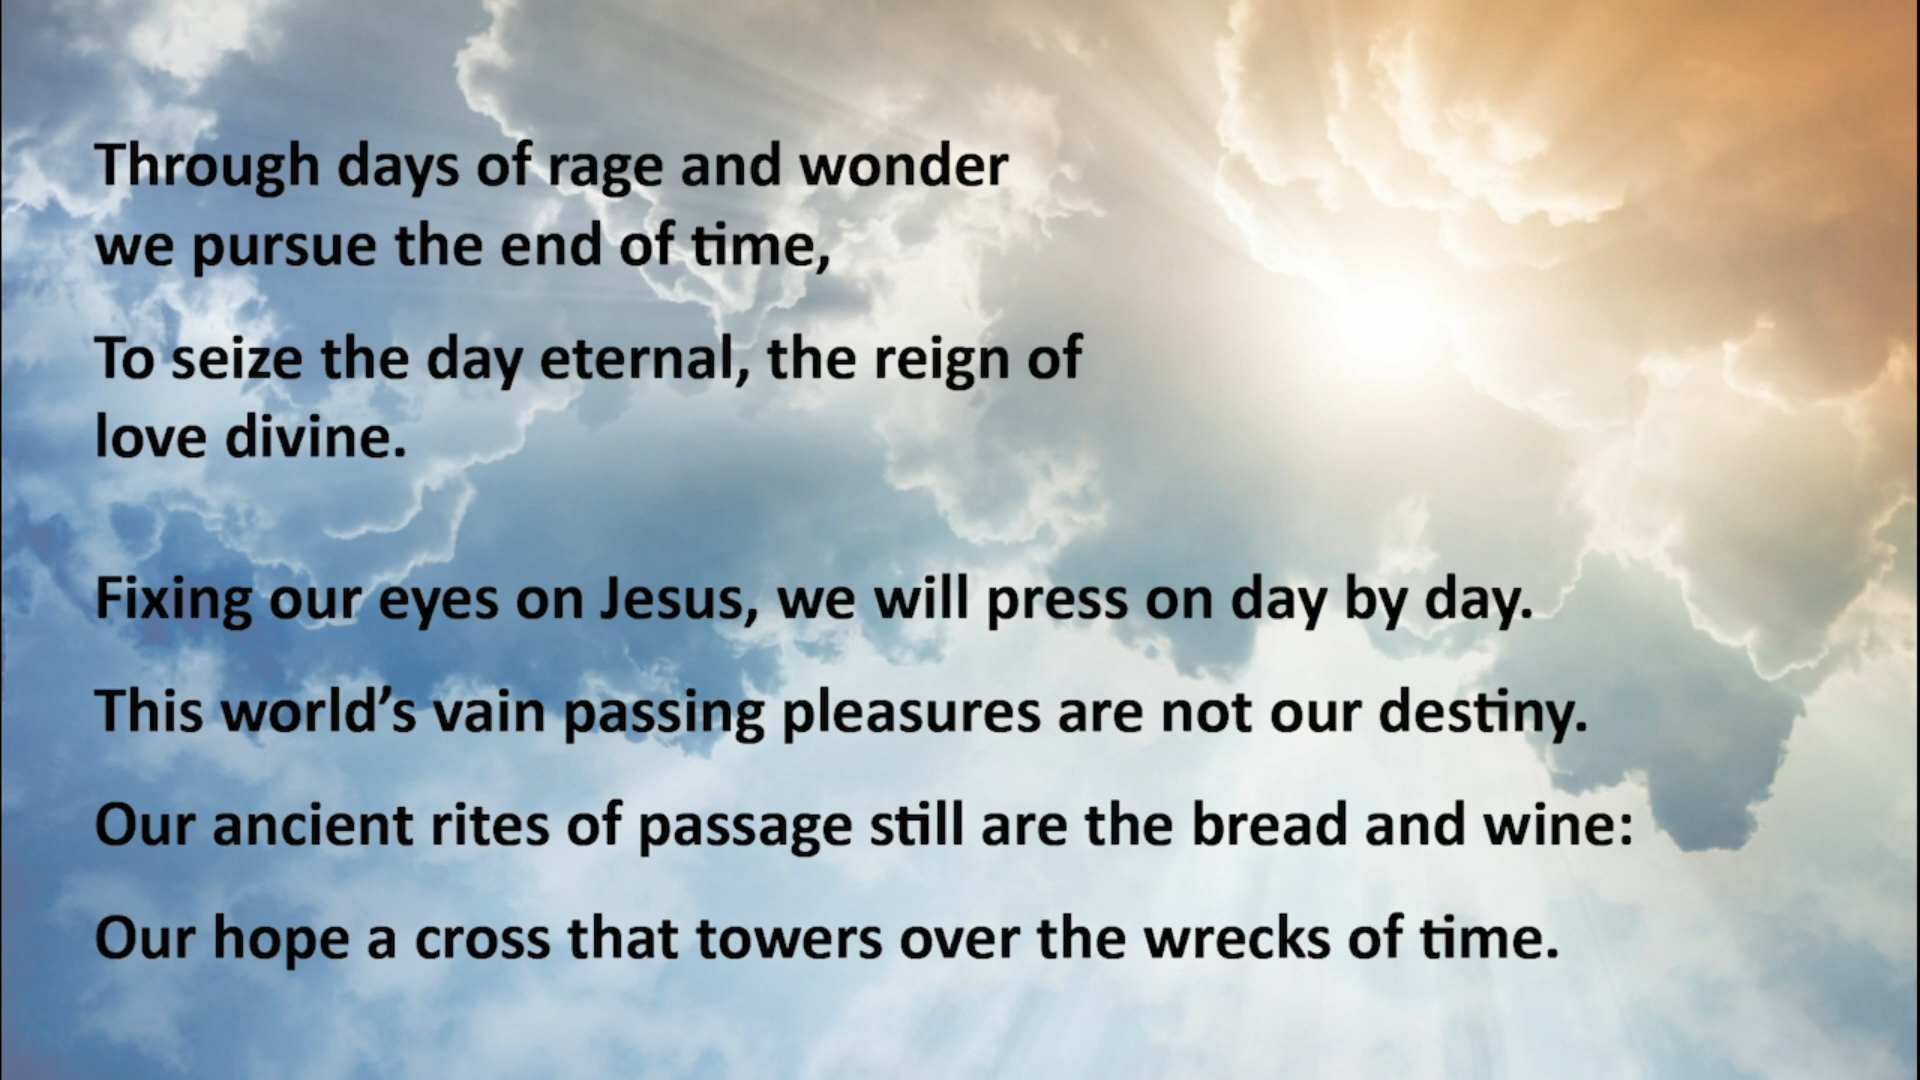 Through days of rage and wonder
we pursue the end of time,
To seize the day eternal, the reign of
love divine.
Fixing our eyes on Jesus, we will press on day by day.
This world’s vain passing pleasures are not our destiny.
Our ancient rites of passage still are the bread and wine:
Our hope a cross that towers over the wrecks of time.